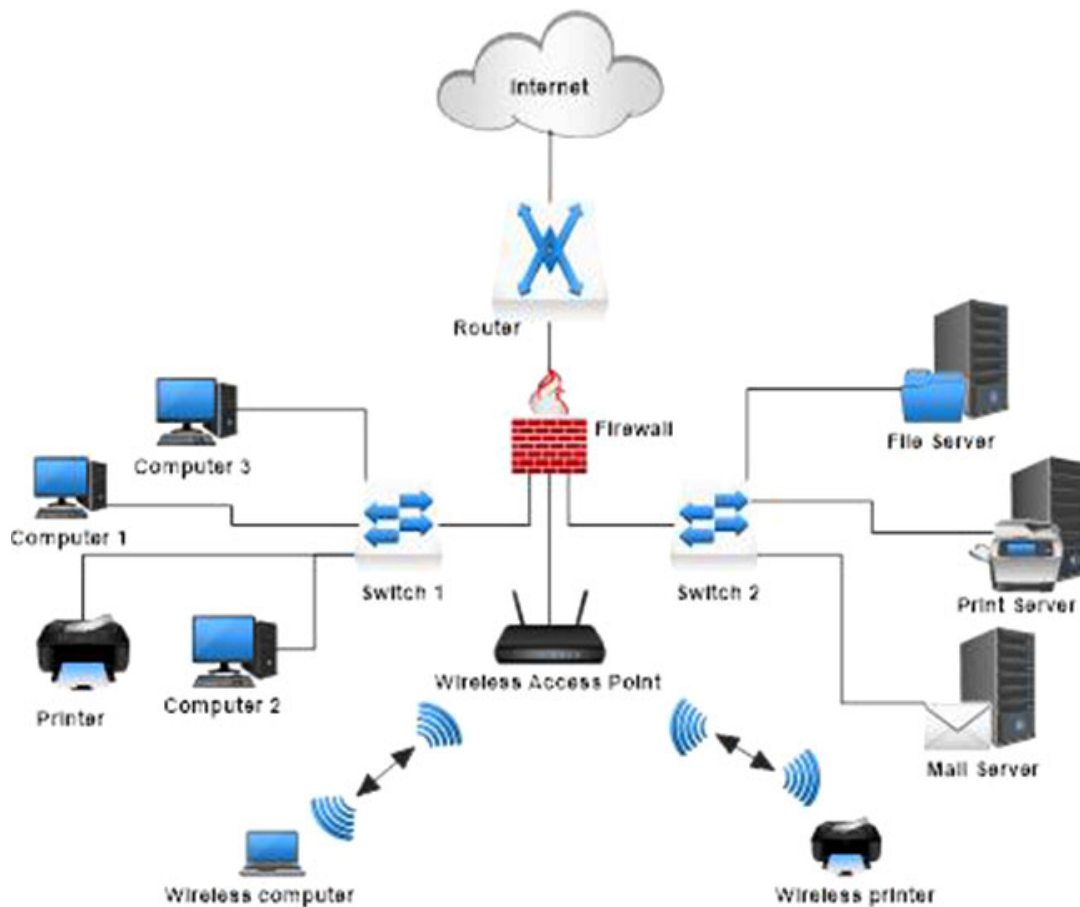 Internet
Router
Firewall
File Server
Computer 3
Computer 1
Switch 1
Switch 2
Print Server
Wireless Access Point
Printer
Computer 2
Mail Server
Wireless computer
Wireless printer